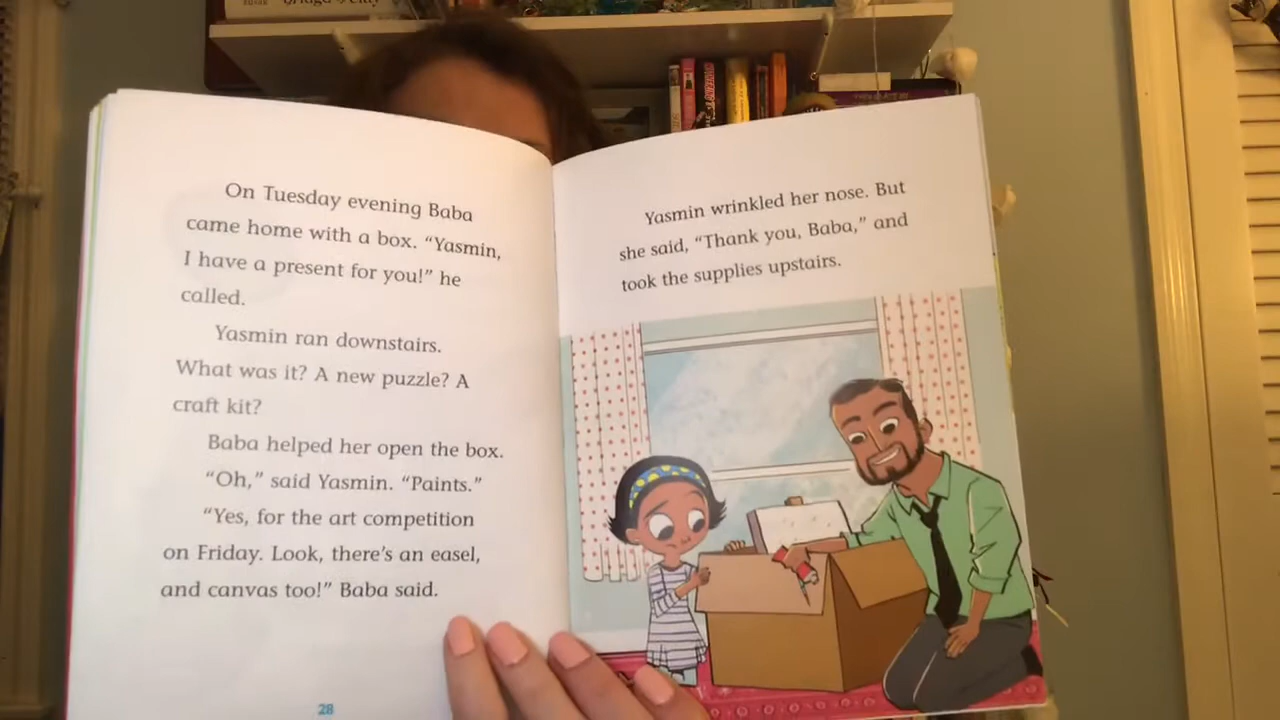 On Tuesday evening Baba
came home with a box. “Yasmin,
I have a present for you!” he
called.
Yasmin ran downstairs.
What was it? A new puzzle? A
craft kit?
Baba helped her open the box.
“Oh,” said Yasmin. “Paints.”
“Yes, for the art competition
on Friday. Look, there’s an easel,
and canvas too!” Baba said.
28
Yasmin wrinkled her nose. But
she said, “Thank you, Baba,” and
took the supplies upstairs.